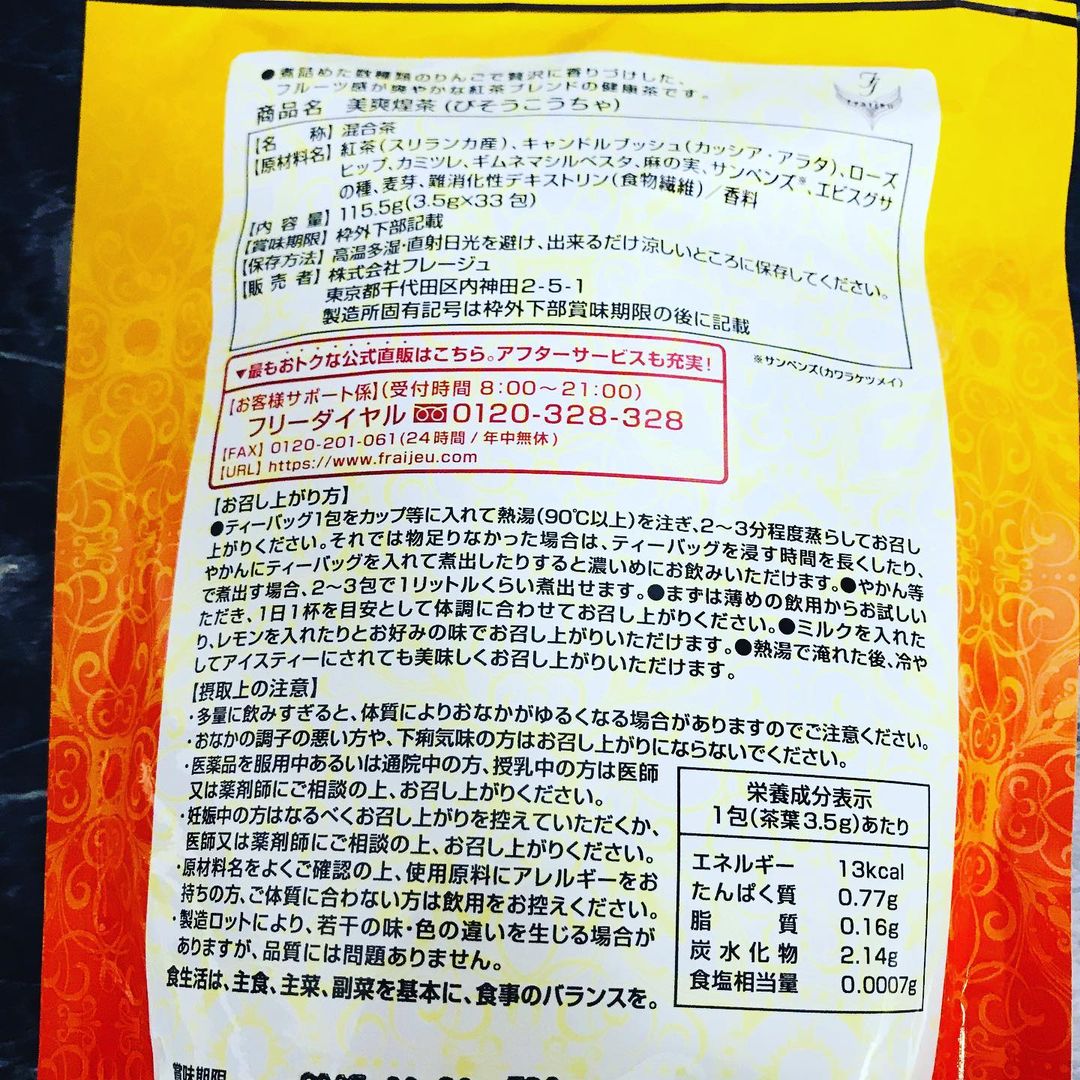 ●煮詰めた数種類のりんごで贅沢に香りづけした、
フルーツ感が爽やかな紅茶ブレンドの健康茶です。
商品名 美爽煌茶(びそうこうちゃ)
fraijeu
【名 称】混合茶
【原材料名】紅茶(スリランカ産)、キャンドルブッシュ(カッシア・アラタ)、ローズ
ヒップ、カミツレ、ギムネマシルベスタ、麻の実、サンペンズ※、エビスグサ
の種、麦芽、難消化性デキストリン(食物繊維)/香料
【内 容 量】115.5g(3.5g×33包)
【賞味期限】枠外下部記載
【保存方法】高温多湿・直射日光を避け、出来るだけ涼しいところに保存してください。
【販 売 者】株式会社フレージュ
東京都千代田区内神田2-5-1
製造所固有記号は枠外下部賞味期限の後に記載
※サンペンズ(カワラケツメイ)
▼最もおトクな公式直販はこちら。アフターサービスも充実!
【お客様サポート係】(受付時間 8:00〜21:00)
フリーダイヤル 0120-328-328
【FAX】0120-201-061(24時間/年中無休)
【URL】https://www.fraijeu.com
【お召し上がり方】
●ティーバッグ1包をカップ等に入れて熱湯(90℃以上)を注ぎ、2〜3分程度蒸らしてお召し
上がりください。それでは物足りなかった場合は、ティーバッグを浸す時間を長くしたり、
やかんにティーバッグを入れて煮出したりすると濃いめにお飲みいただけます。●やかん等
で煮出す場合、2〜3包で1リットルくらい煮出せます。●まずは薄めの飲用からお試しい
ただき、1日1杯を目安として体調に合わせてお召し上がりください。●ミルクを入れた
り、レモンを入れたりとお好みの味でお召し上がりいただけます。●熱湯で淹れた後、冷や
してアイスティーにされても美味しくお召し上がりいただけます。
【摂取上の注意】
・多量に飲みすぎると、体質によりおなかがゆるくなる場合がありますのでご注意ください。
・おなかの調子の悪い方や、下痢気味の方はお召し上がりにならないでください。
・医薬品を服用中あるいは通院中の方、授乳中の方は医師
又は薬剤師にご相談の上、お召し上がりください。
・妊娠中の方はなるべくお召し上がりを控えていただくか、
医師又は薬剤師にご相談の上、お召し上がりください。
・原材料名をよくご確認の上、使用原料にアレルギーをお
持ちの方、ご体質に合わない方は飲用をお控えください。
・製造ロットにより、若干の味・色の違いを生じる場合が
ありますが、品質には問題ありません。
食生活は、主食、主菜、副菜を基本に、食事のバランスを。
栄養成分表示
1包(茶葉3.5g)あたり
エネルギー 13kcal
たんぱく質 0.77g
脂 質 0.16g
炭水化物 2.14g
食塩相当量 0.0007g
賞味期限